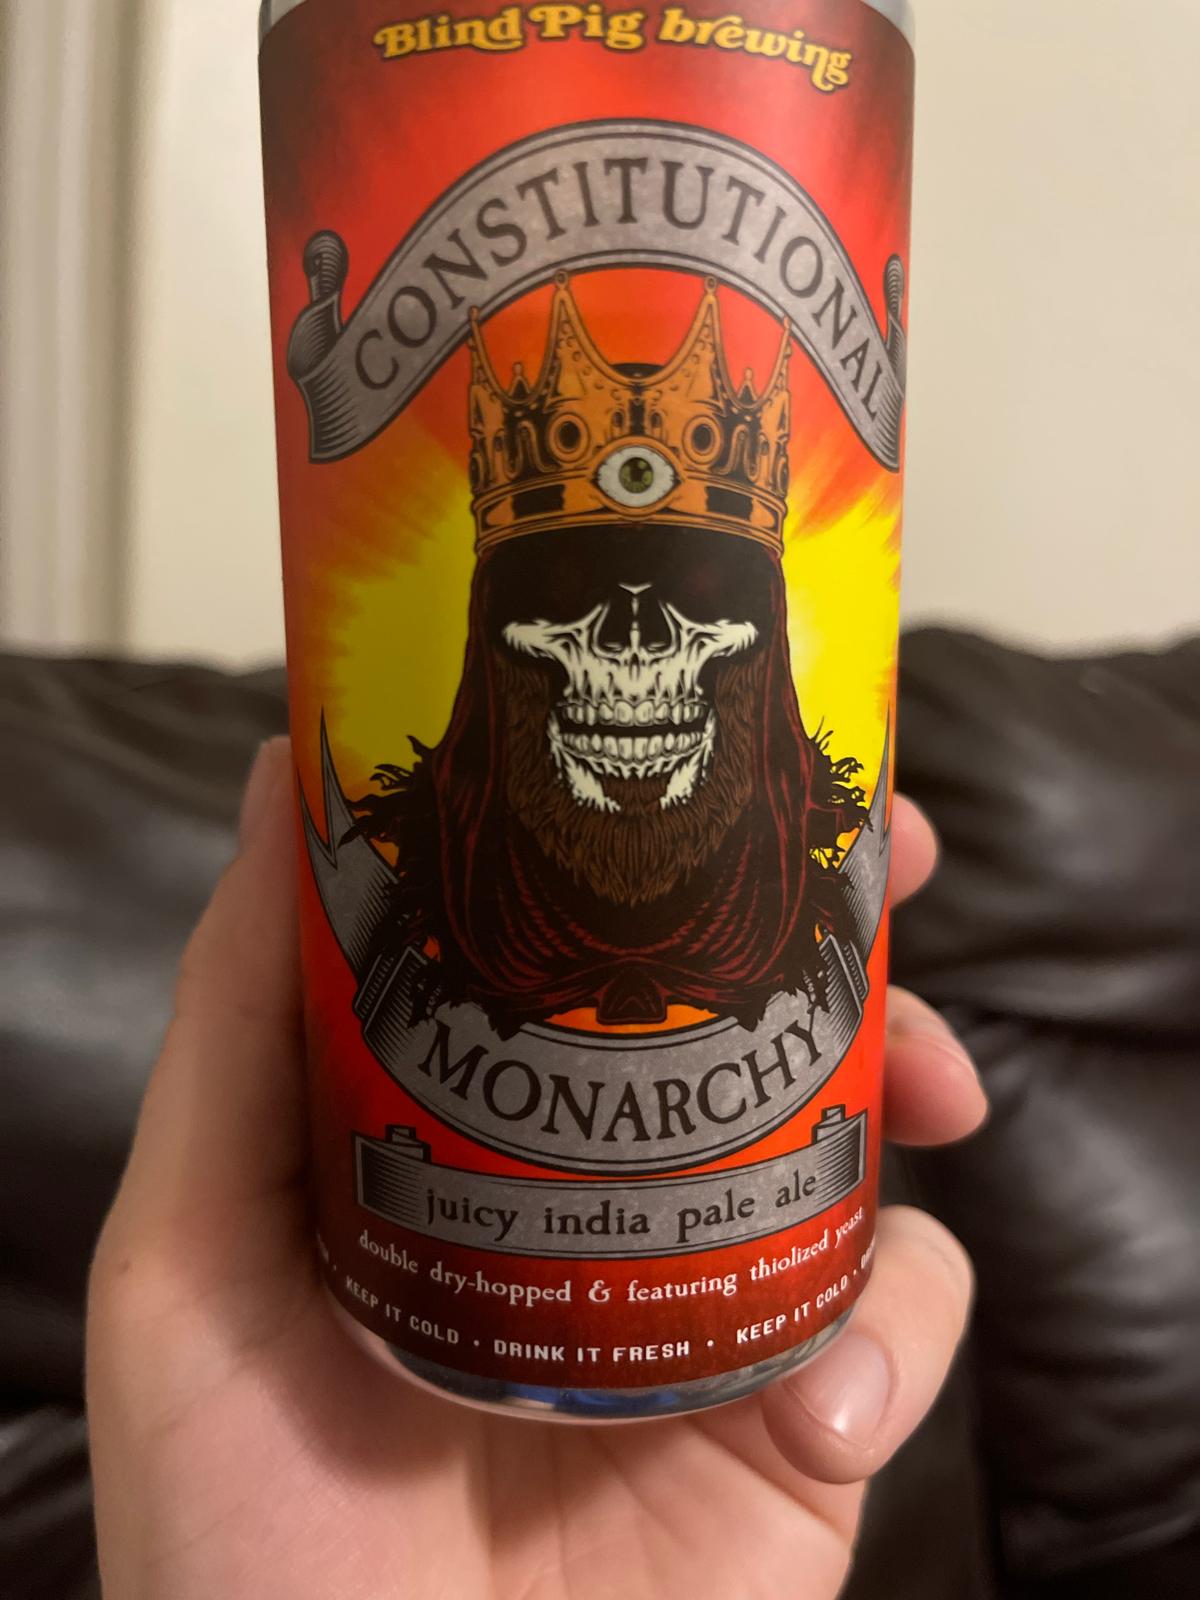 Blind Pig brewing
CONSTITUTIONAL
MONARCHY
juicy india pale ale
double dry-hopped & featuring thiolized yeast
KEEP IT COLD • DRINK IT FRESH • KEEP IT COLD •